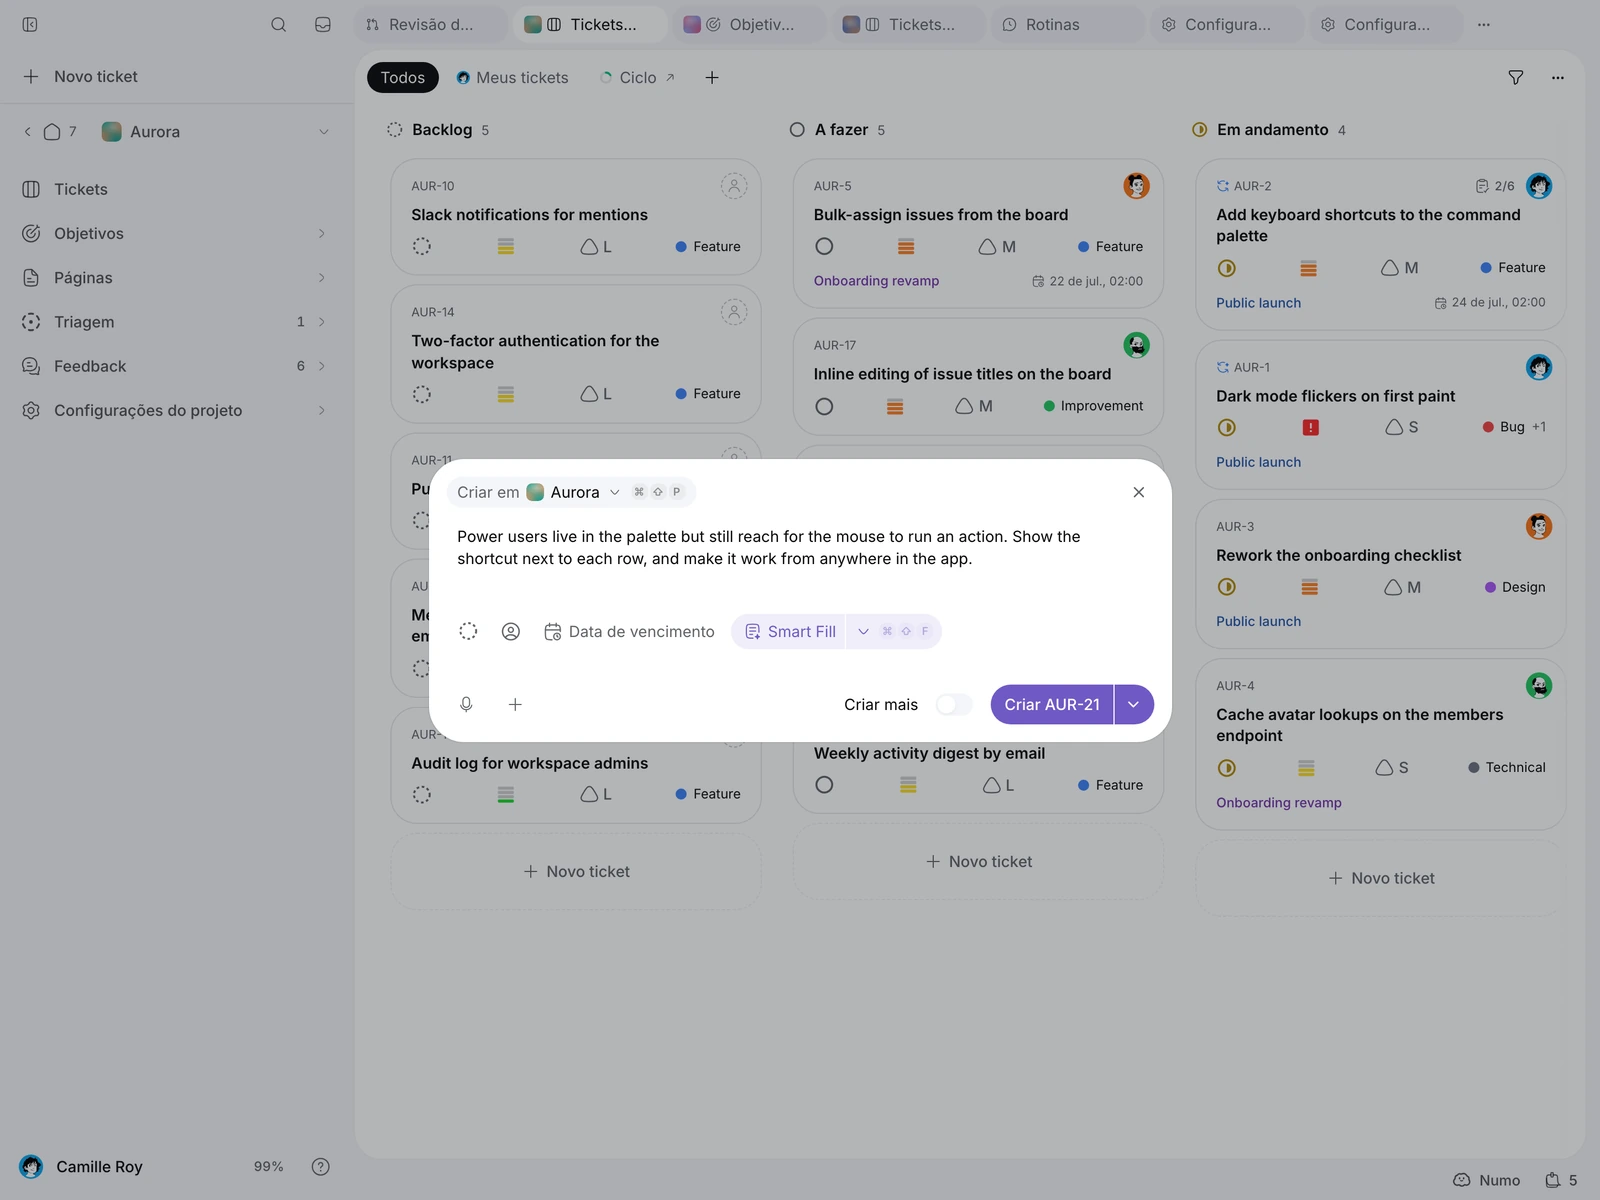 Revisão d...
Tickets...
Objetiv...
Tickets...
Rotinas
Configura...
Configura...
Novo ticket
7
Aurora
Tickets
Objetivos
Páginas
Triagem
1
Feedback
6
Configurações do projeto
Camille Roy
99%
Todos
Meus tickets
Ciclo
Backlog 5
AUR-10
Slack notifications for mentions
L
Feature
AUR-14
Two-factor authentication for the
workspace
L
Feature
AUR-11
Audit log for workspace admins
L
Feature
Novo ticket
A fazer 5
AUR-5
Bulk-assign issues from the board
M
Feature
Onboarding revamp
22 de jul., 02:00
AUR-17
Inline editing of issue titles on the board
M
Improvement
Weekly activity digest by email
L
Feature
Novo ticket
Em andamento 4
AUR-2
2/6
Add keyboard shortcuts to the command
palette
M
Feature
Public launch
24 de jul., 02:00
AUR-1
Dark mode flickers on first paint
S
Bug +1
Public launch
AUR-3
Rework the onboarding checklist
M
Design
Public launch
AUR-4
Cache avatar lookups on the members
endpoint
S
Technical
Onboarding revamp
Novo ticket
Criar em Aurora ⌘ ⇧ P
Power users live in the palette but still reach for the mouse to run an action. Show the
shortcut next to each row, and make it work from anywhere in the app.
Data de vencimento
Smart Fill ⌘ ⇧ F
Criar mais
Criar AUR-21
Numo
5